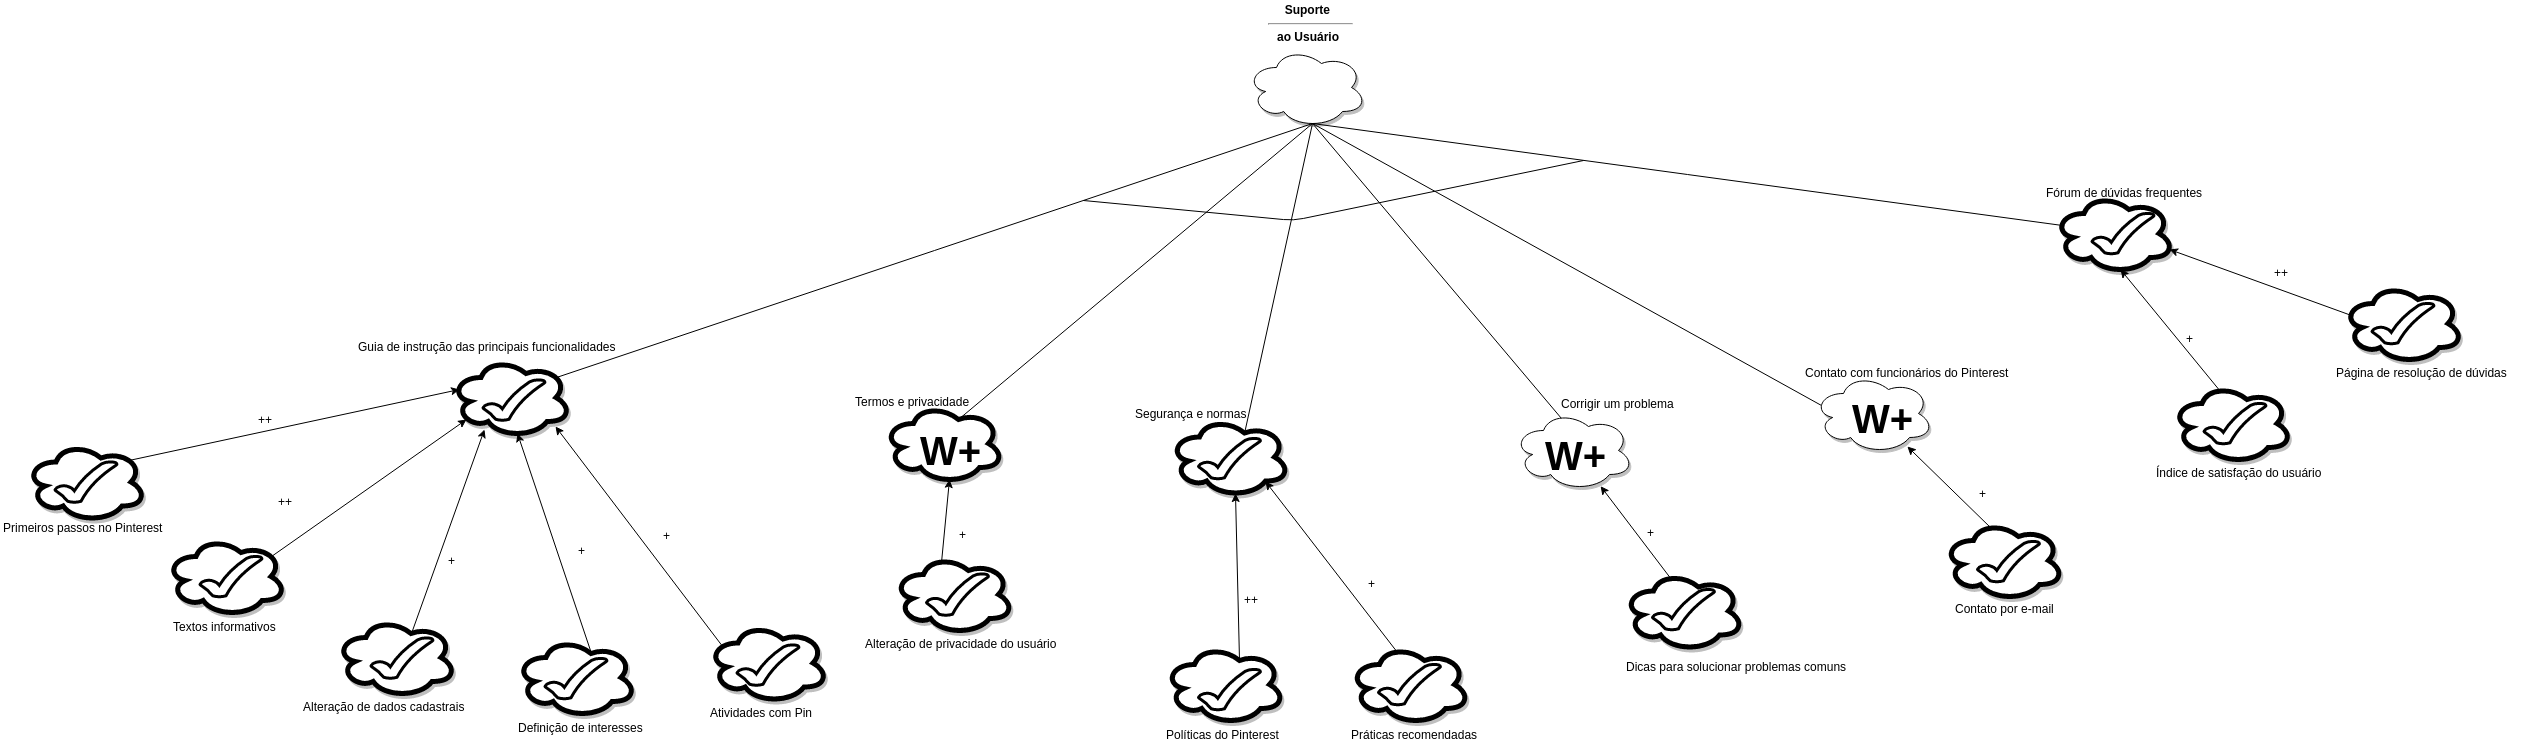 Suporte
ao Usuário
Fórum de dúvidas frequentes
++
+
Página de resolução de dúvidas
Índice de satisfação do usuário
Guia de instrução das principais funcionalidades
++
++
+
+
+
Primeiros passos no Pinterest
Textos informativos
Alteração de dados cadastrais
Definição de interesses
Atividades com Pin
Termos e privacidade
W+
+
Alteração de privacidade do usuário
Segurança e normas
++
+
Políticas do Pinterest
Práticas recomendadas
Corrigir um problema
W+
+
Dicas para solucionar problemas comuns
Contato com funcionários do Pinterest
W+
+
Contato por e-mail